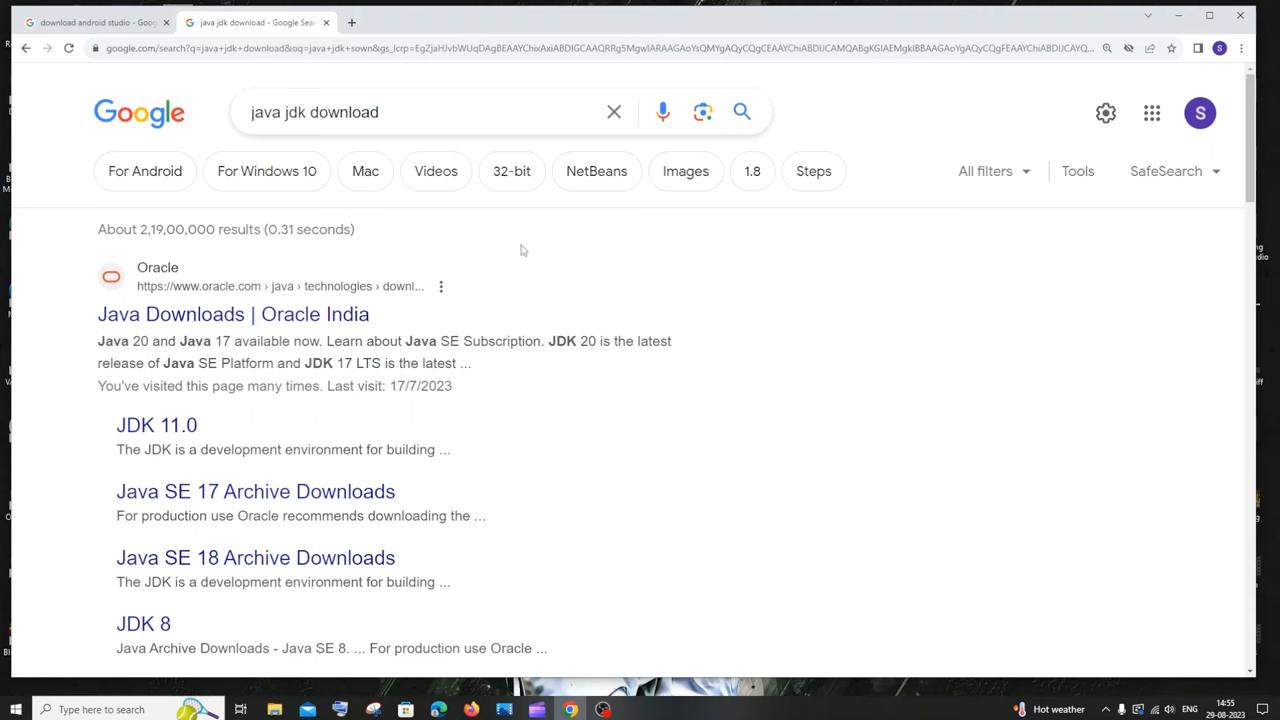 download android studio - Goog
java jdk download - Google Sear
google.com/search?q=java+jdk+download&oq=java+jdk+sown&gs_lcrp=EgZjaHJvbWUqDAgBEAAYChixAxiABDIGCAAQRRg5MgwIARAAGAoYsQMYgAQyCQgCEAAYChiABDIJCAMQABgKGIAEMgkIBBAAGAoYgAQyCQgFEAAYChiABDIJCAYQ...
S
Google
java jdk download
S
For Android
For Windows 10
Mac
Videos
32-bit
NetBeans
Images
1.8
Steps
All filters
Tools
SafeSearch
About 2,19,00,000 results (0.31 seconds)
Oracle
https://www.oracle.com › java › technologies › downl...
Java Downloads | Oracle India
Java 20 and Java 17 available now. Learn about Java SE Subscription. JDK 20 is the latest
release of Java SE Platform and JDK 17 LTS is the latest ...
You've visited this page many times. Last visit: 17/7/2023
JDK 11.0
The JDK is a development environment for building ...
Java SE 17 Archive Downloads
For production use Oracle recommends downloading the ...
Java SE 18 Archive Downloads
The JDK is a development environment for building ...
JDK 8
Java Archive Downloads - Java SE 8. ... For production use Oracle ...
Type here to search
Hot weather
14:55
29-08-2023